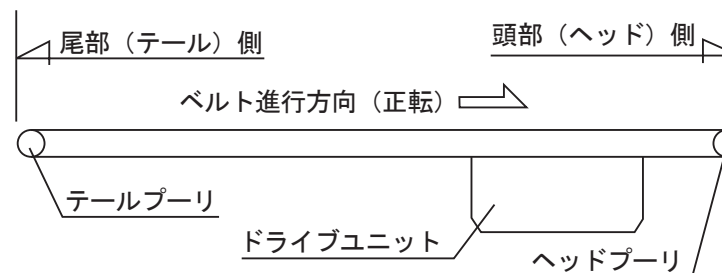 尾部（テール）側
頭部（ヘッド）側
ベルト進行方向（正転）
テールプーリ
ドライブユニット
ヘッドプーリ